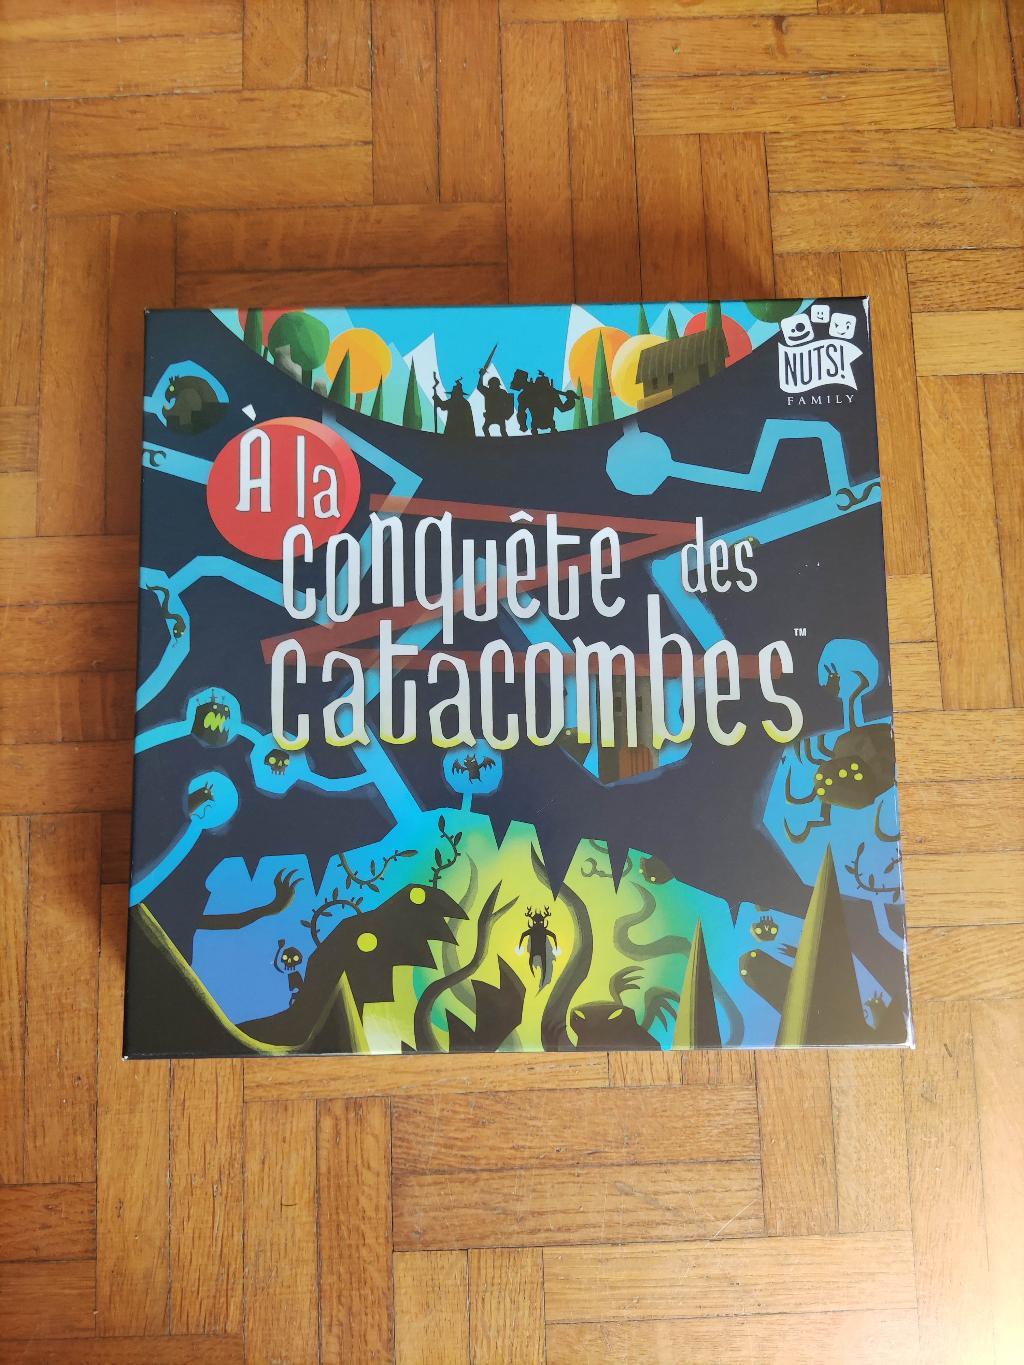 NUTS!
FAMILY
À la
conquête des
catacombes™